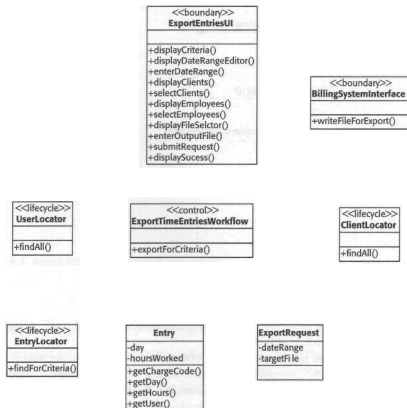 <<boundary>>
ExportEntriesUI
+displayCriteria()
+displayDateRangeEditor()
+enterDateRange()
+displayClients()
+selectClients()
+displayEmployees()
+selectEmployees()
+displayFileSelctor()
+enterOutputFile()
+submitRequest()
+displaySucess()
<<boundary>>
BillingSystemInterface
+writeFileForExport()
<<lifecycle>>
UserLocator
+findAll()
<<control>>
ExportTimeEntriesWorkflow
+exportForCriteria()
<<lifecycle>>
ClientLocator
+findAll()
<<lifecycle>>
EntryLocator
+findForCriteria()
Entry
-day
-hoursWorked
+getChargeCode()
+getDay()
+getHours()
+getUser()
ExportRequest
-dateRange
-targetFile